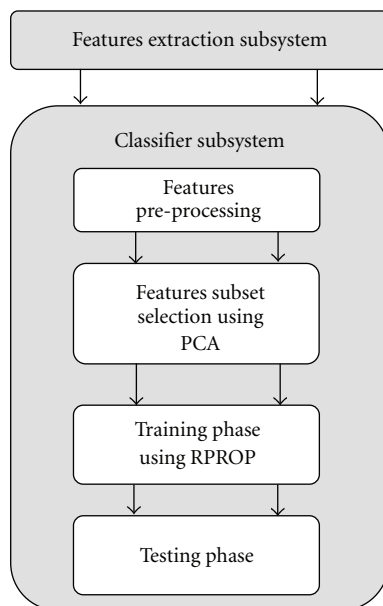 Features extraction subsystem
Classifier subsystem
Features
pre-processing
Features subset
selection using
PCA
Training phase
using RPROP
Testing phase